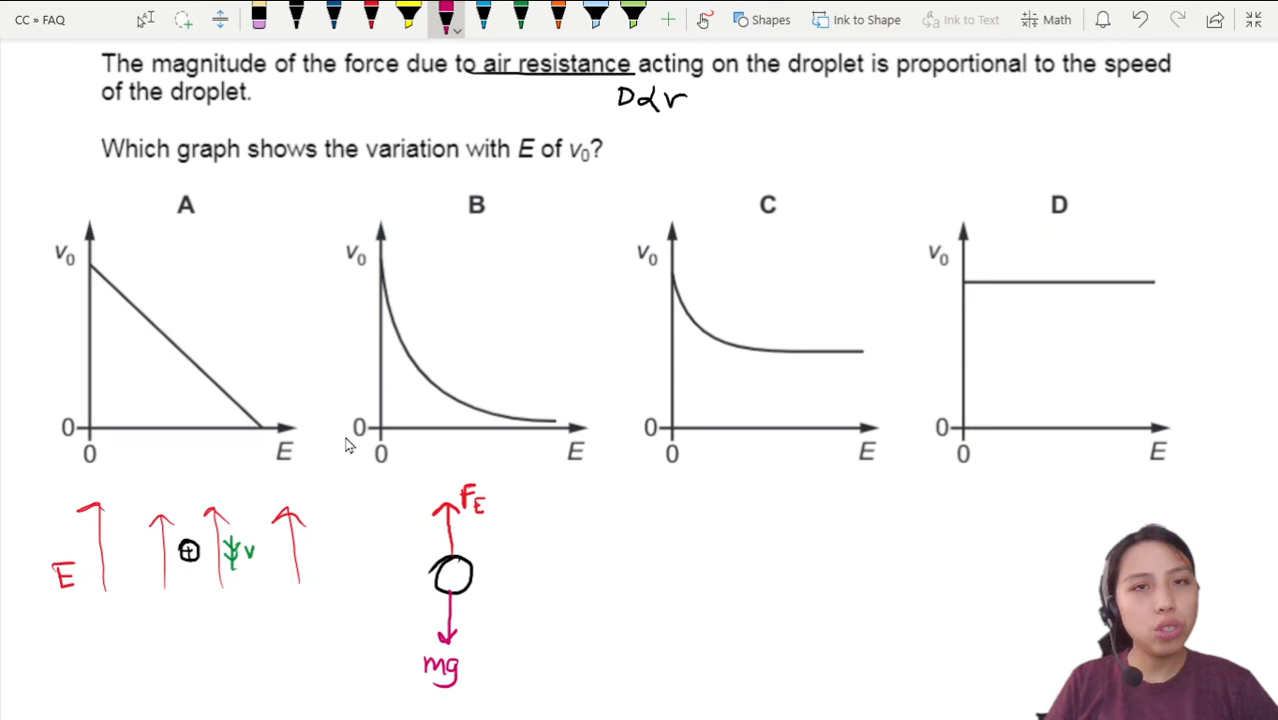 CC » FAQ
Shapes
Ink to Shape
Ink to Text
Math
The magnitude of the force due to air resistance acting on the droplet is proportional to the speed
of the droplet.
D∝v
Which graph shows the variation with E of v₀?
A
B
C
D
v₀
v₀
v₀
v₀
0
0
0
0
0
E
0
E
0
E
0
E
E
+
v
F_E
mg